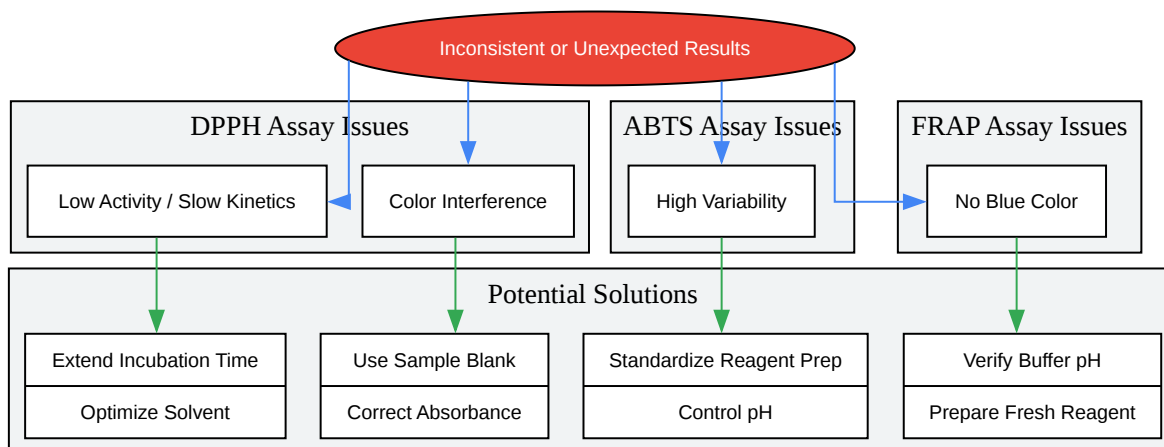 Inconsistent or Unexpected Results
DPPH Assay Issues
ABTS Assay Issues
FRAP Assay Issues
Low Activity / Slow Kinetics
Color Interference
High Variability
No Blue Color
Potential Solutions
Extend Incubation Time
Optimize Solvent
Use Sample Blank
Correct Absorbance
Standardize Reagent Prep
Control pH
Verify Buffer pH
Prepare Fresh Reagent